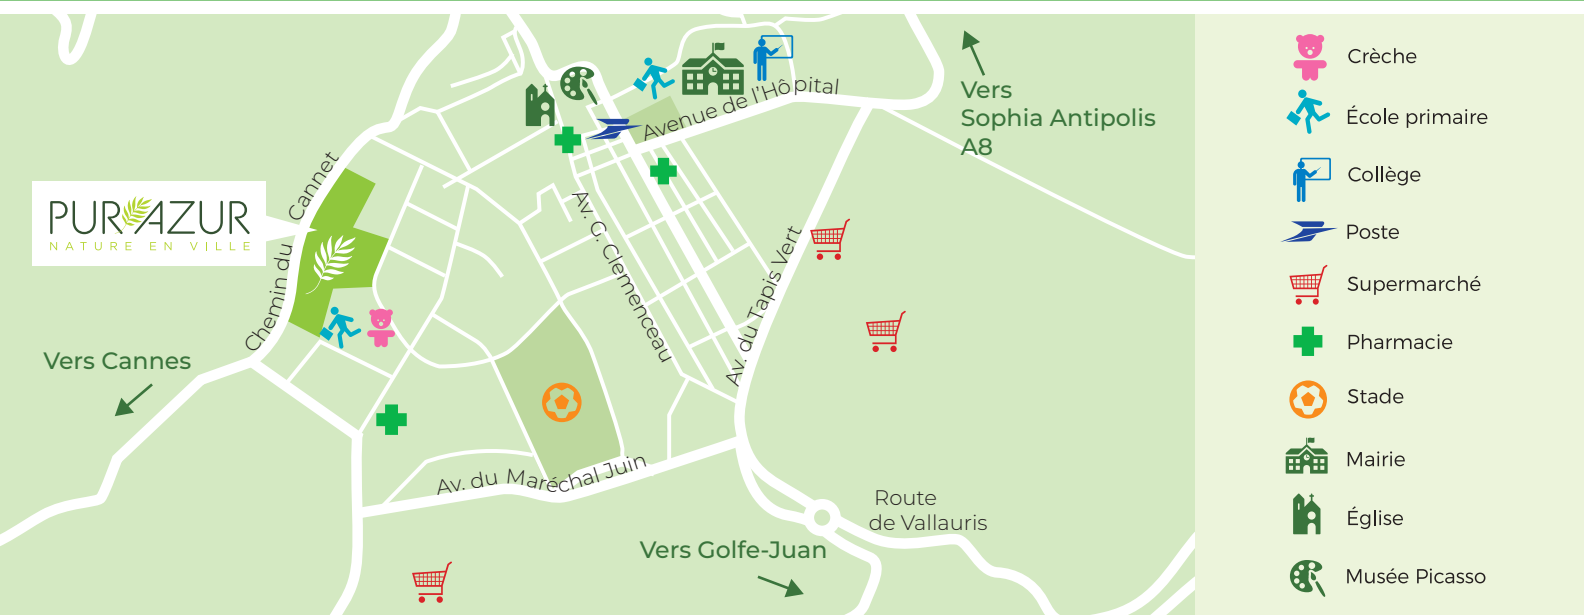 PURAZUR
NATURE EN VILLE
Chemin du Cannet
Vers Cannes
Avenue de l'Hôpital
Av. G. Clemenceau
Av. du Tapis Vert
Av. du Maréchal Juin
Vers
Sophia Antipolis
A8
Route
de Vallauris
Vers Golfe-Juan
Crèche
École primaire
Collège
Poste
Supermarché
Pharmacie
Stade
Mairie
Église
Musée Picasso